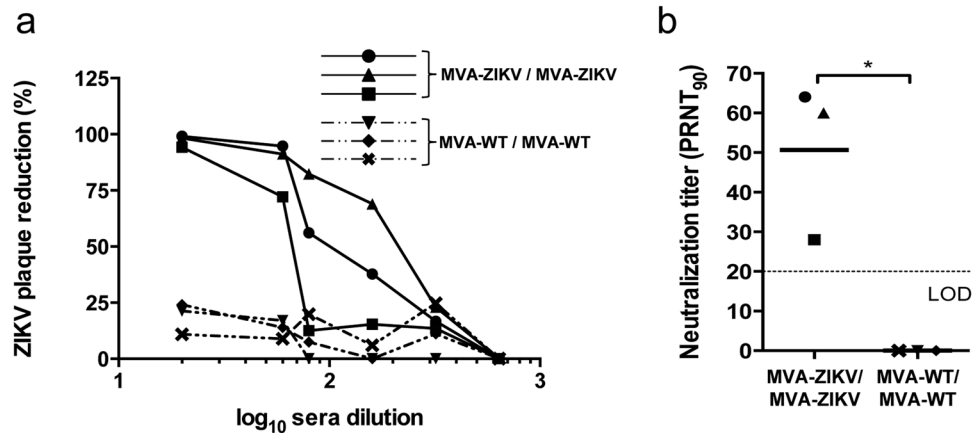 a
MVA-ZIKV / MVA-ZIKV
MVA-WT / MVA-WT
ZIKV plaque reduction (%)
125
100
75
50
25
0
1
2
3
log10 sera dilution
b
*
Neutralization titer (PRNT90)
70
60
50
40
30
20
10
0
LOD
MVA-ZIKV/ MVA-WT/
MVA-ZIKV MVA-WT